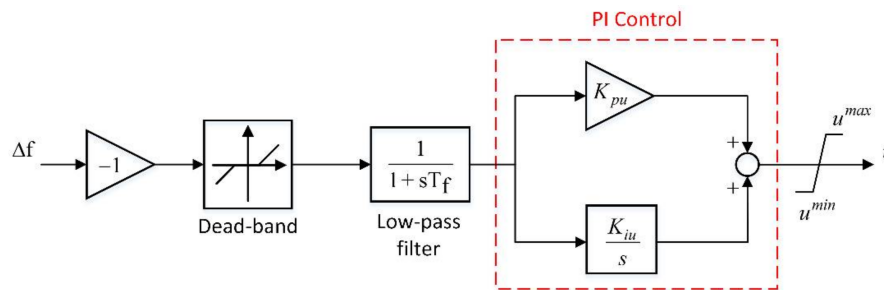 PI Control
K_pu
u^max
Δf
−1
1
1 + sT_f
+
+
Dead-band
Low-pass
filter
K_iu
s
u^min